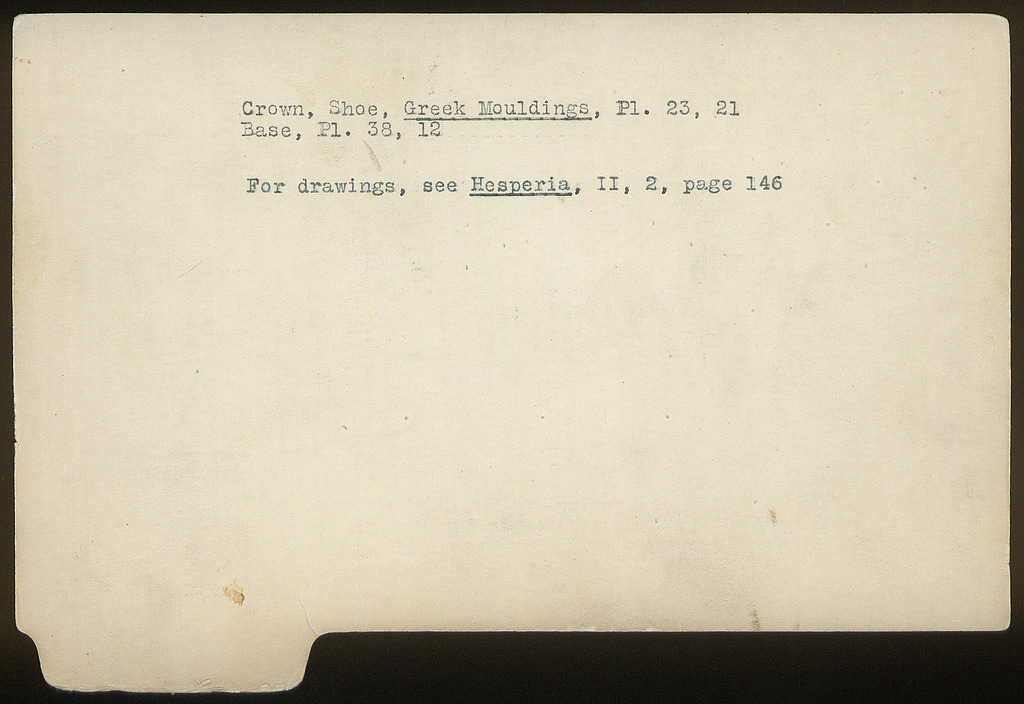 Crown, Shoe, Greek Mouldings, Pl. 23, 21
Base, Pl. 38, 12
For drawings, see Hesperia, II, 2, page 146